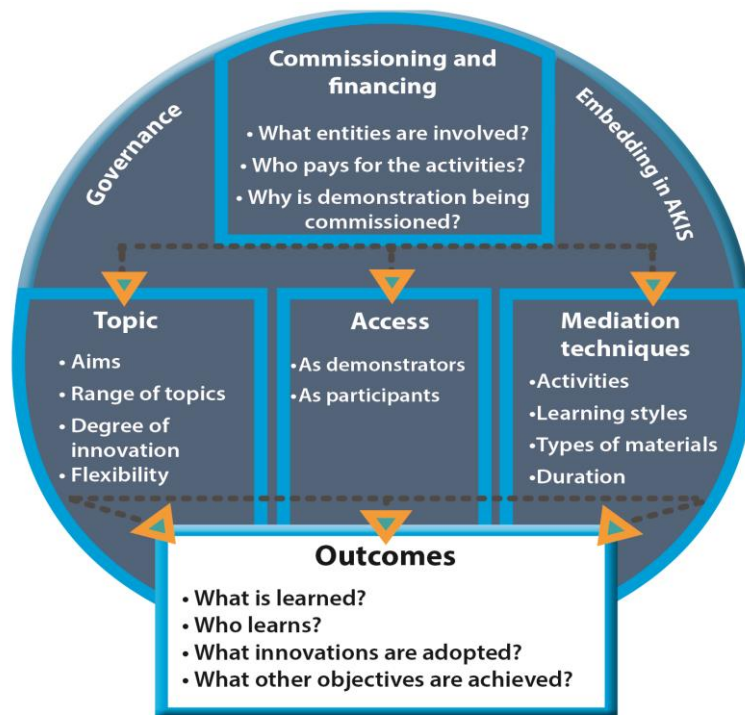 Commissioning and
financing
• What entities are involved?
• Who pays for the activities?
• Why is demonstration being
commissioned?
Governance
Embedding in AKIS
Topic
• Aims
• Range of topics
• Degree of
innovation
• Flexibility
Access
•As demonstrators
•As participants
Mediation
techniques
•Activities
•Learning styles
•Types of materials
•Duration
Outcomes
• What is learned?
• Who learns?
• What innovations are adopted?
• What other objectives are achieved?